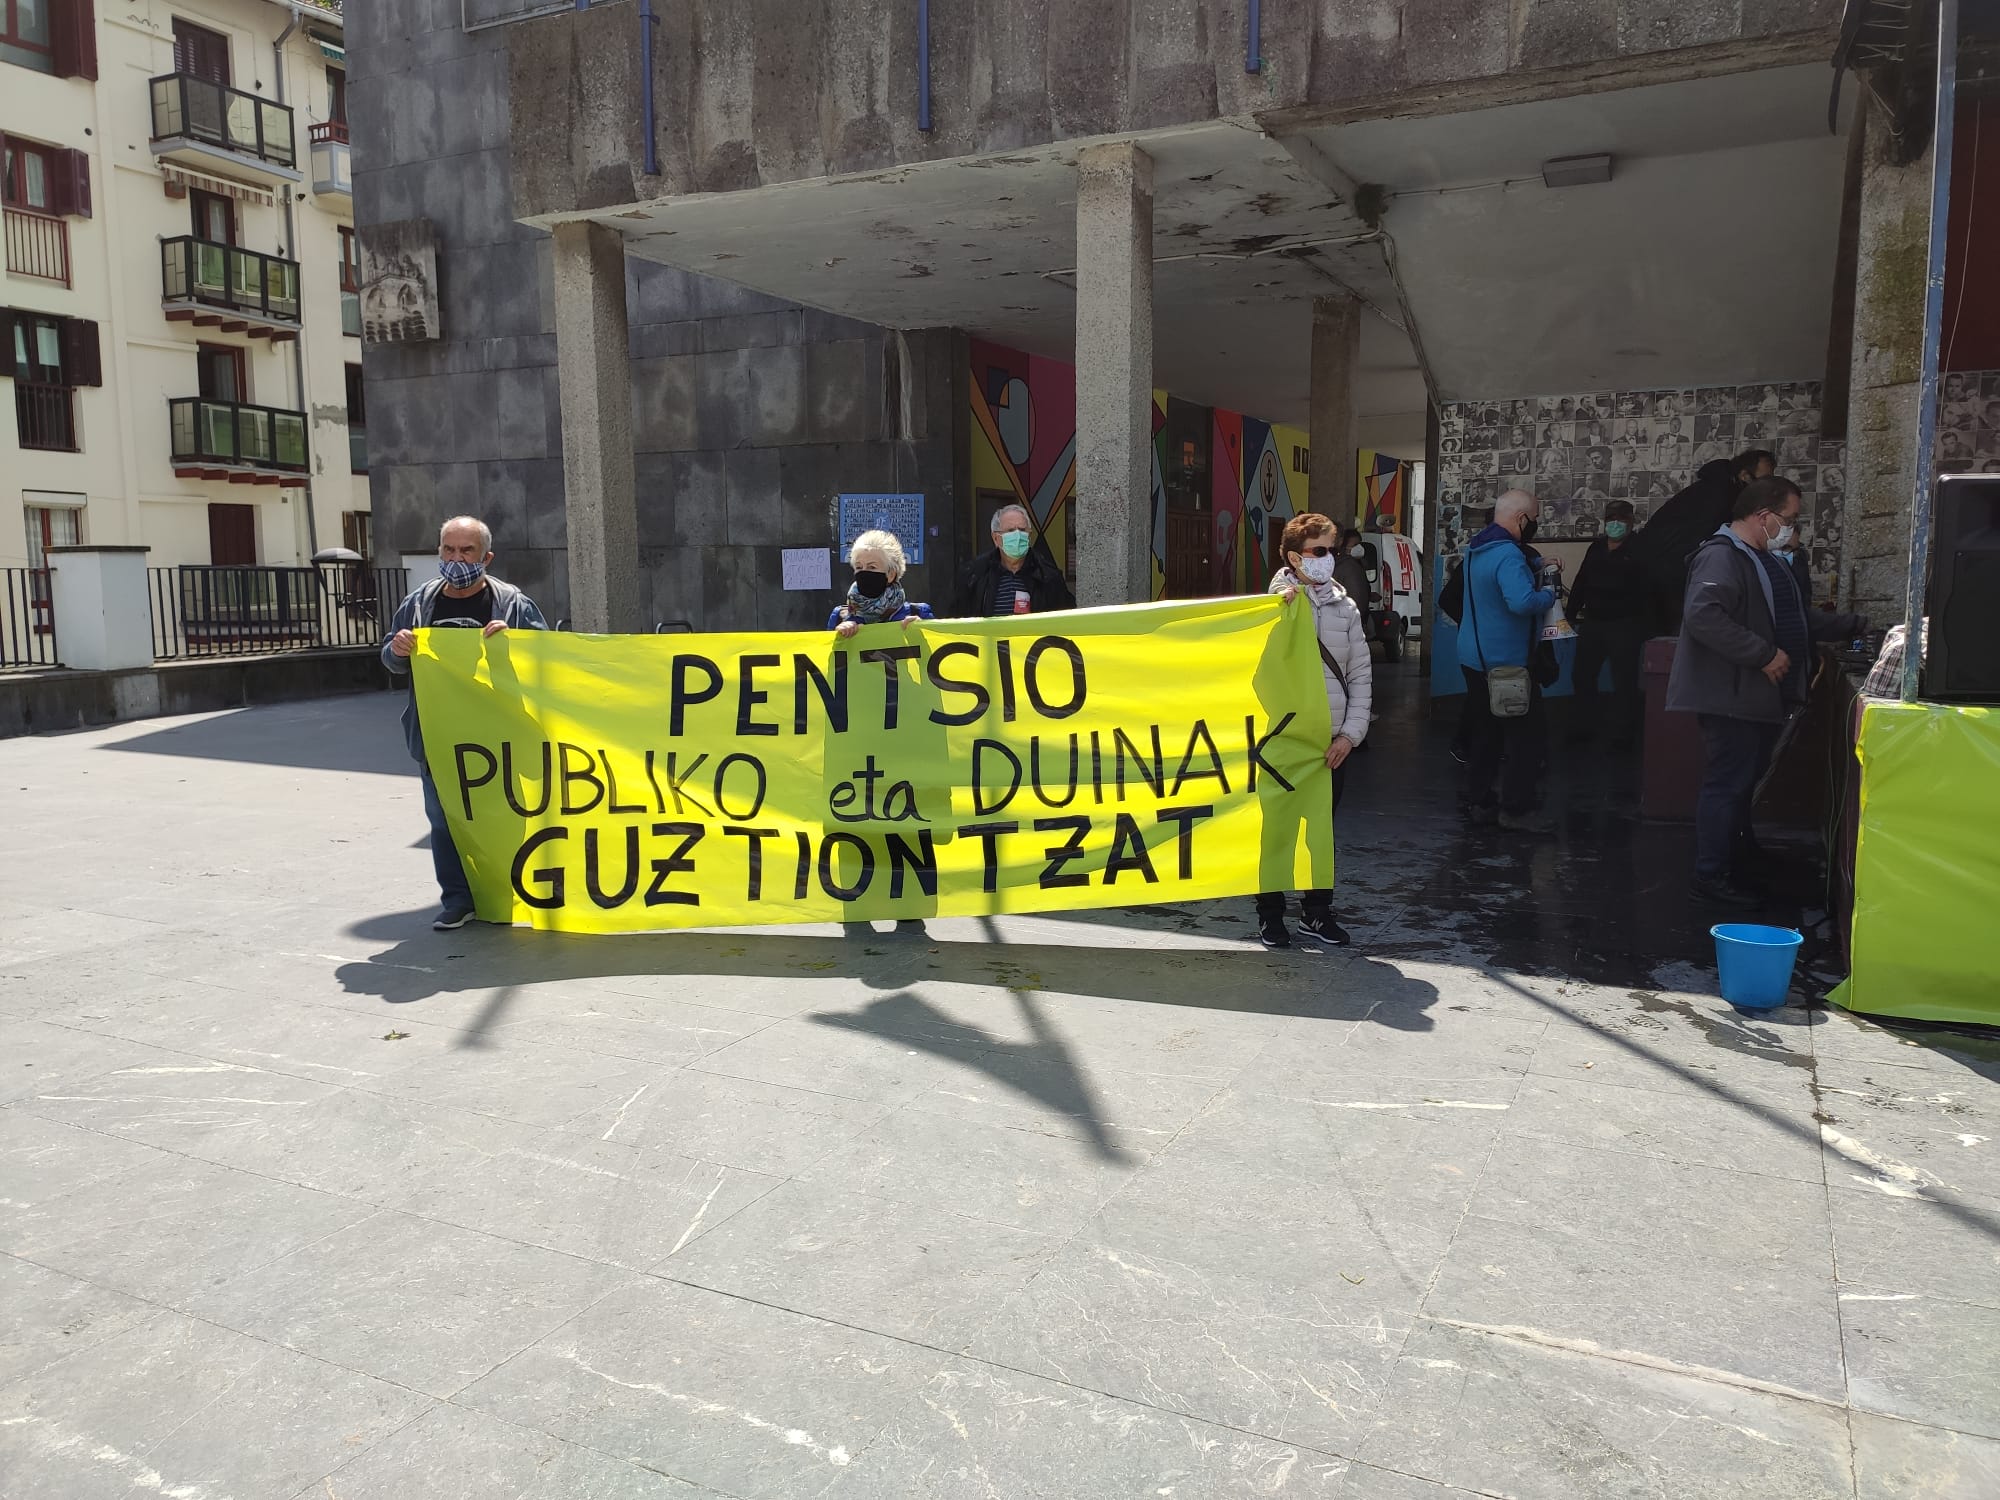 PENTSIO
PUBLIKO eta DUINAK
GUZTIONTZAT